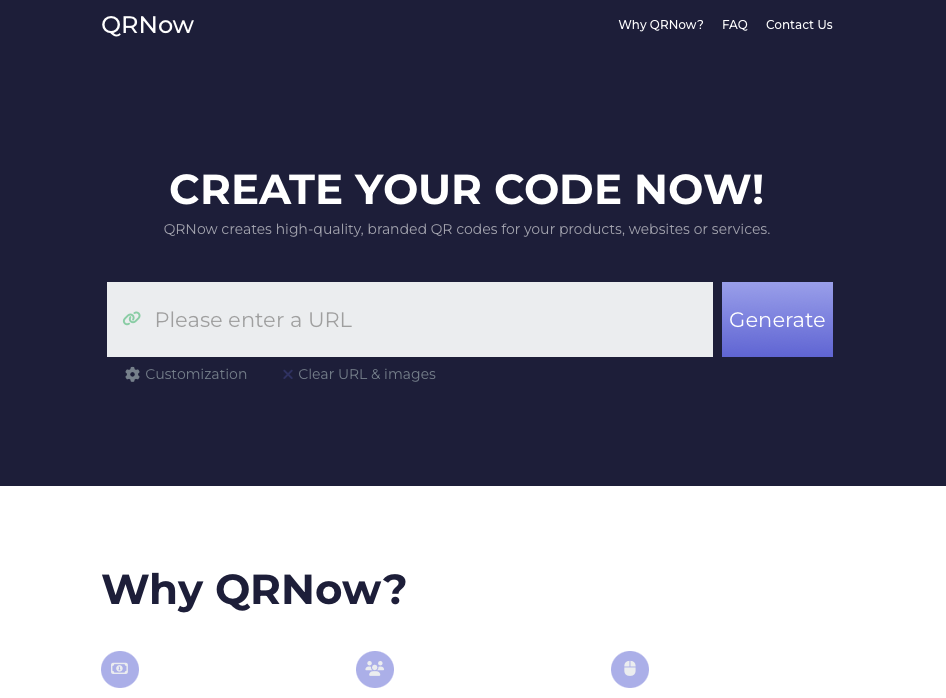 QRNow
Why QRNow? FAQ Contact Us
CREATE YOUR CODE NOW!
QRNow creates high-quality, branded QR codes for your products, websites or services.
Please enter a URL
Generate
Customization
Clear URL & images
Why QRNow?